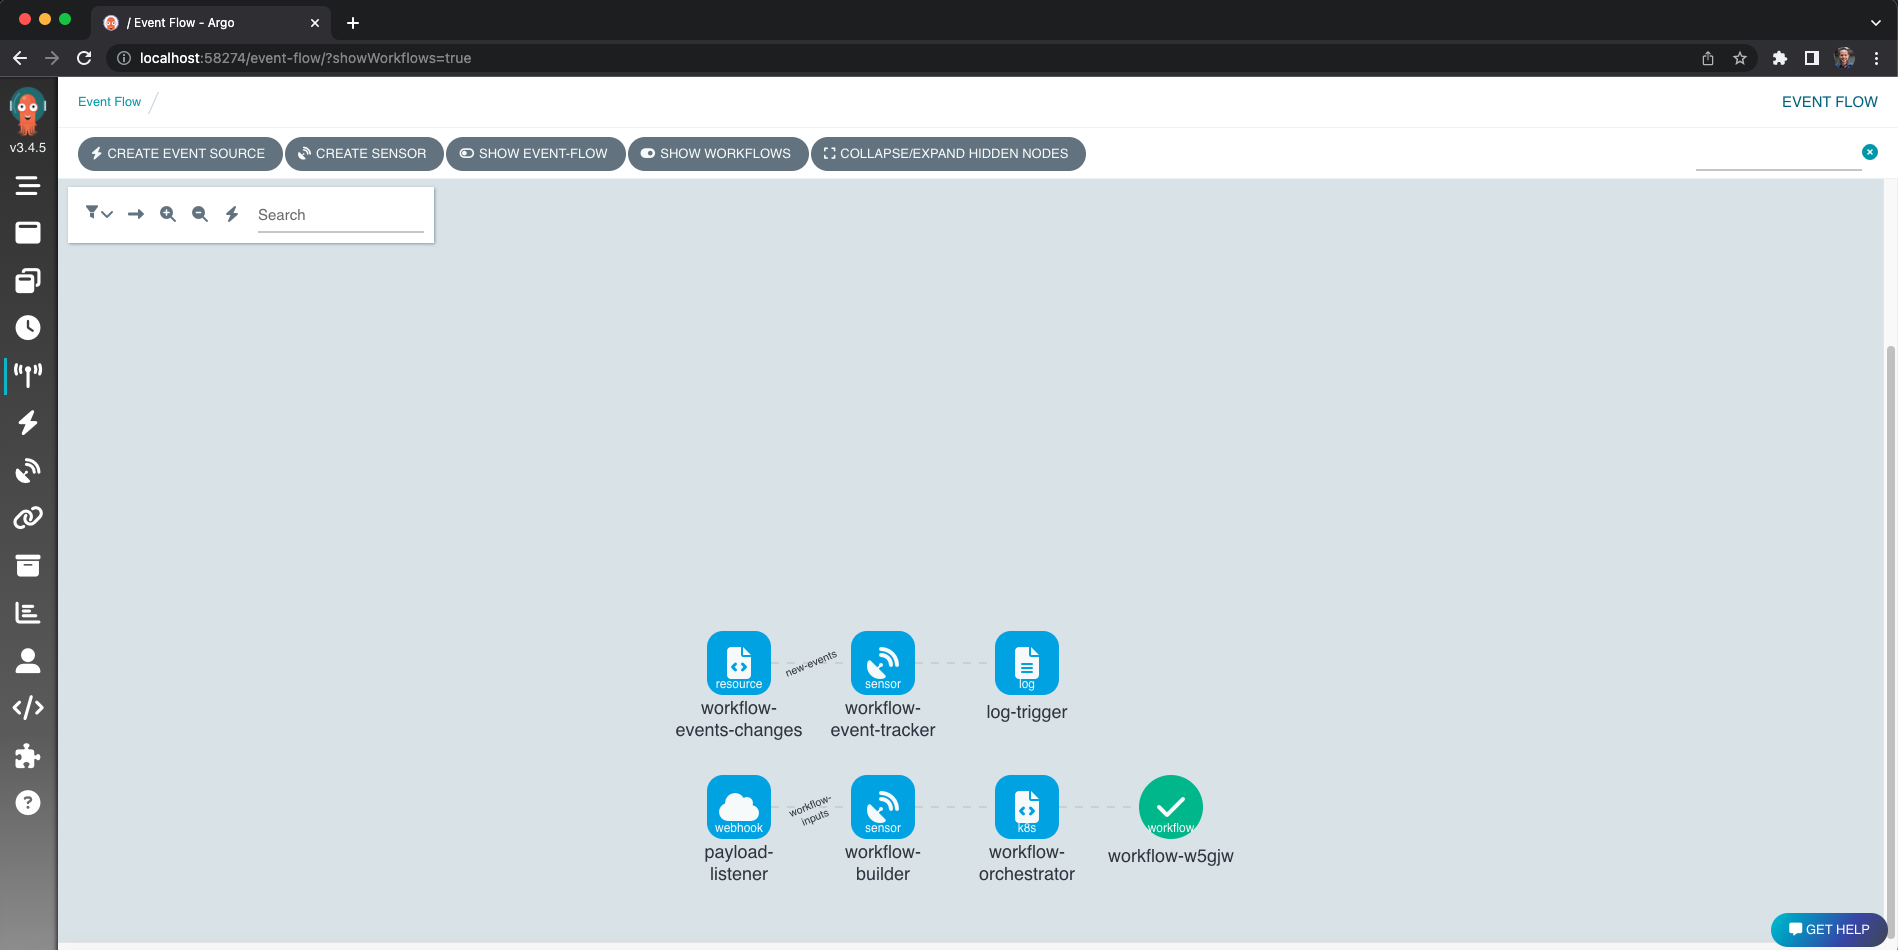 / Event Flow - Argo
localhost:58274/event-flow/?showWorkflows=true
v3.4.5
Event Flow
EVENT FLOW
CREATE EVENT SOURCE
CREATE SENSOR
SHOW EVENT-FLOW
SHOW WORKFLOWS
COLLAPSE/EXPAND HIDDEN NODES
Search
resource
new-events
sensor
log
workflow-
events-changes
workflow-
event-tracker
log-trigger
webhook
workflow-
inputs
sensor
k8s
workflow
payload-
listener
workflow-
builder
workflow-
orchestrator
workflow-w5gjw
GET HELP